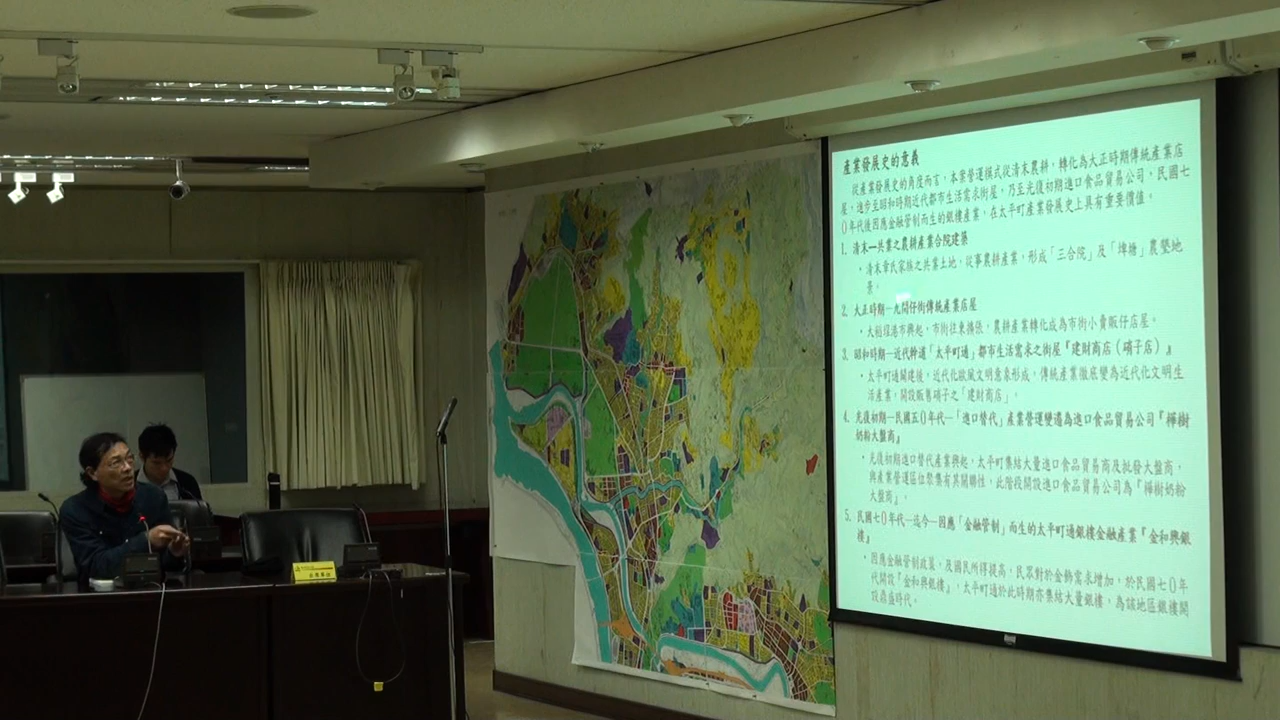 產業發展史的意義
從產業發展史的角度而言，本案營運模式從清末農耕，轉化為大正時期傳統產業店
屋，進步至昭和時期近代都市生活需求街屋，乃至光復初期進口食品貿易公司，民國七
0年代後因應金融管制而生的銀樓產業，在太平町產業發展史上具有重要價值。
1. 清末—共業之農耕產業合院建築
• 清末章氏家族之共業土地，從事農耕產業，形成「三合院」及「埤塘」農墾地
景。
2. 大正時期—九間仔街傳統產業店屋
• 大稻埕港市興起，市街往東擴張，農耕產業轉化成為市街小賣販仔店屋。
3. 昭和時期—近代幹道「太平町通」都市生活需求之街屋『建財商店（硝子店）』
• 太平町通闢建後，近代化歐風文明意象形成，傳統產業徹底變為近代化文明生
活產業，開設販售硝子之「建財商店」。
4. 光復初期—民國五0年代—「進口替代」產業營運變遷為進口食品貿易公司『樺樹
奶粉大盤商』
• 光復初期進口替代產業興起，太平町集結大量進口食品貿易商及批發大盤商，
與產業營運區位聚集有其關聯性，此階段開設進口食品貿易公司為『樺樹奶粉
大盤商』。
5. 民國七0年代—迄今—因應「金融管制」而生的太平町通銀樓金融產業『金和興銀
樓』
• 因應金融管制政策，及國民所得提高，民眾對於金飾需求增加，於民國七0年
代開設『金和興銀樓』，太平町通於此時期亦集結大量銀樓，為該地區銀樓開
設鼎盛時代。